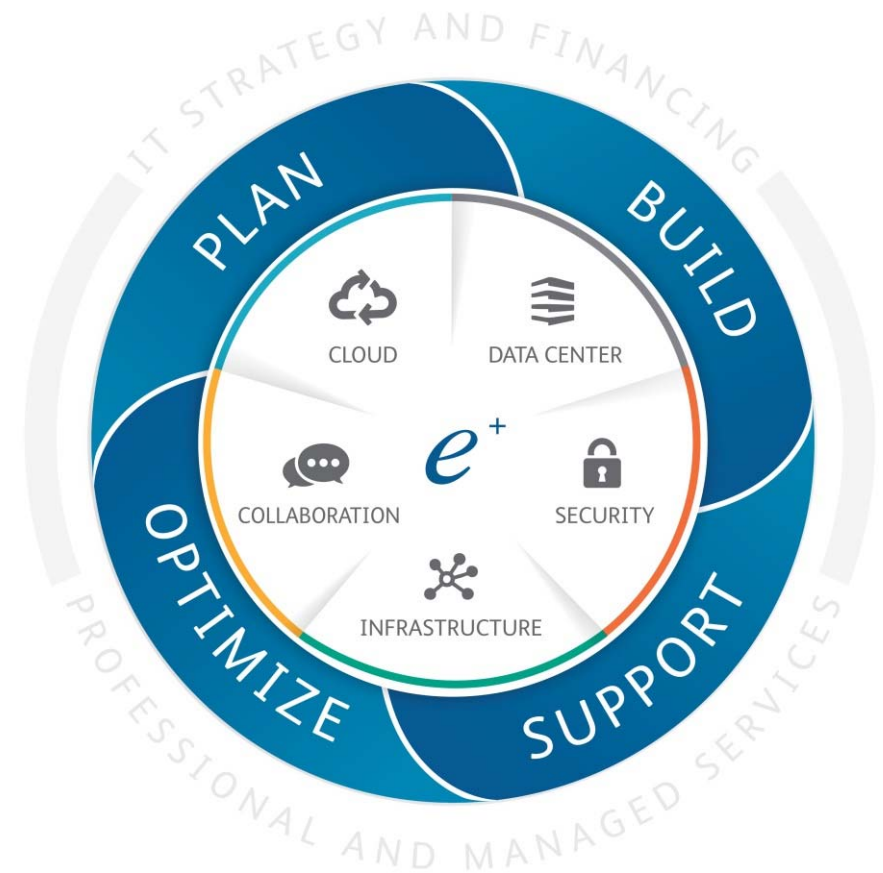 IT STRATEGY AND FINANCING
PLAN
BUILD
CLOUD
DATA CENTER
e+
COLLABORATION
SECURITY
INFRASTRUCTURE
OPTIMIZE
SUPPORT
PROFESSIONAL AND MANAGED SERVICES